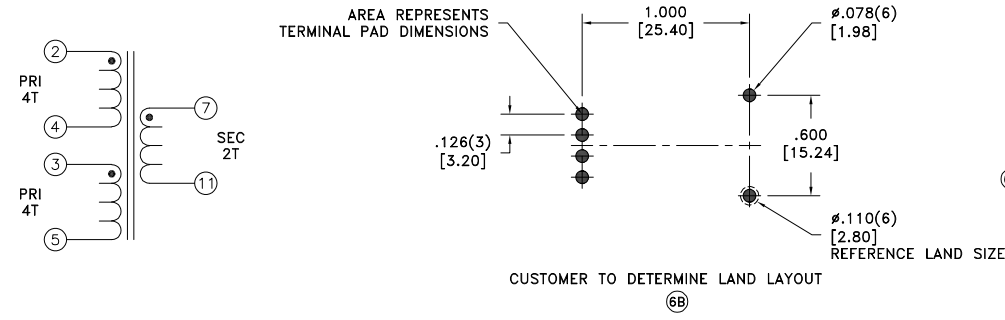 2
PRI
4T
4
3
PRI
4T
5
7
SEC
2T
11
AREA REPRESENTS
TERMINAL PAD DIMENSIONS
1.000
[25.40]
ø.078(6)
[1.98]
.126(3)
[3.20]
.600
[15.24]
ø.110(6)
[2.80]
REFERENCE LAND SIZE
CUSTOMER TO DETERMINE LAND LAYOUT
6B